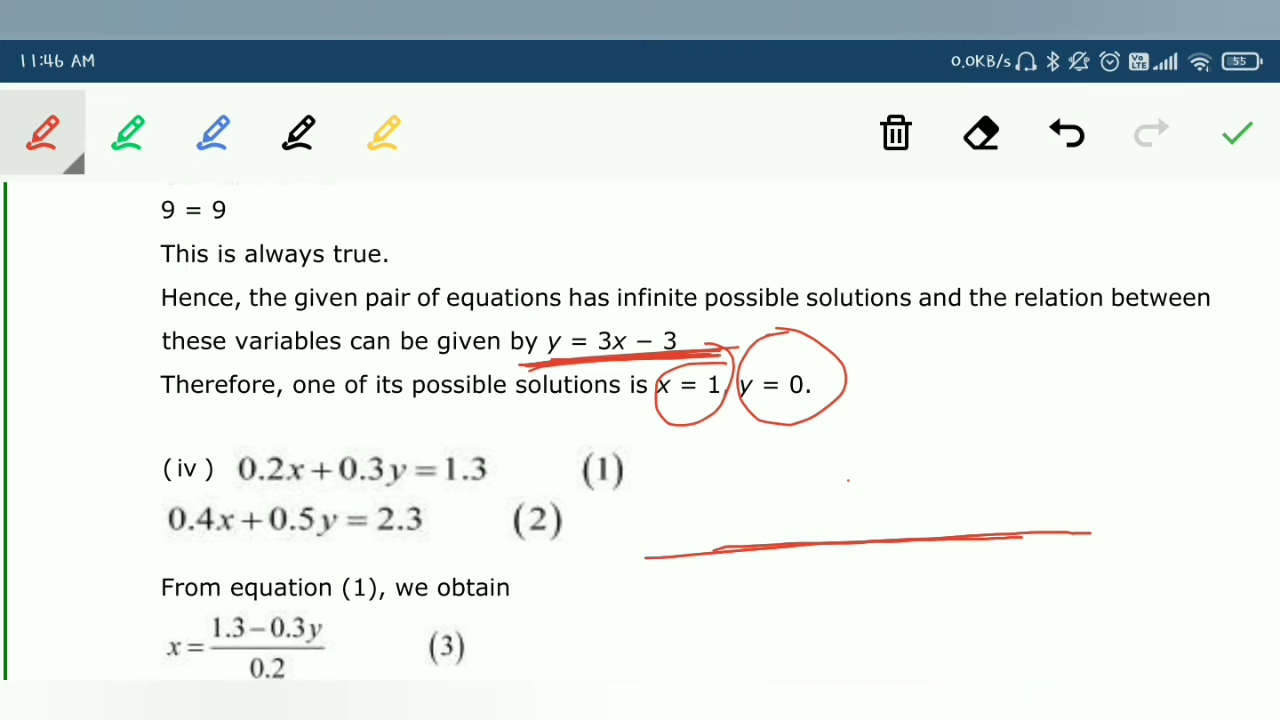 11:46 AM 0.0KB/s Vo LTE 55
9 = 9
This is always true.
Hence, the given pair of equations has infinite possible solutions and the relation between
these variables can be given by y = 3x − 3
Therefore, one of its possible solutions is x = 1, y = 0.
(iv) 0.2x + 0.3y = 1.3 (1)
0.4x + 0.5y = 2.3 (2)
From equation (1), we obtain
x = (1.3 − 0.3y)/0.2 (3)